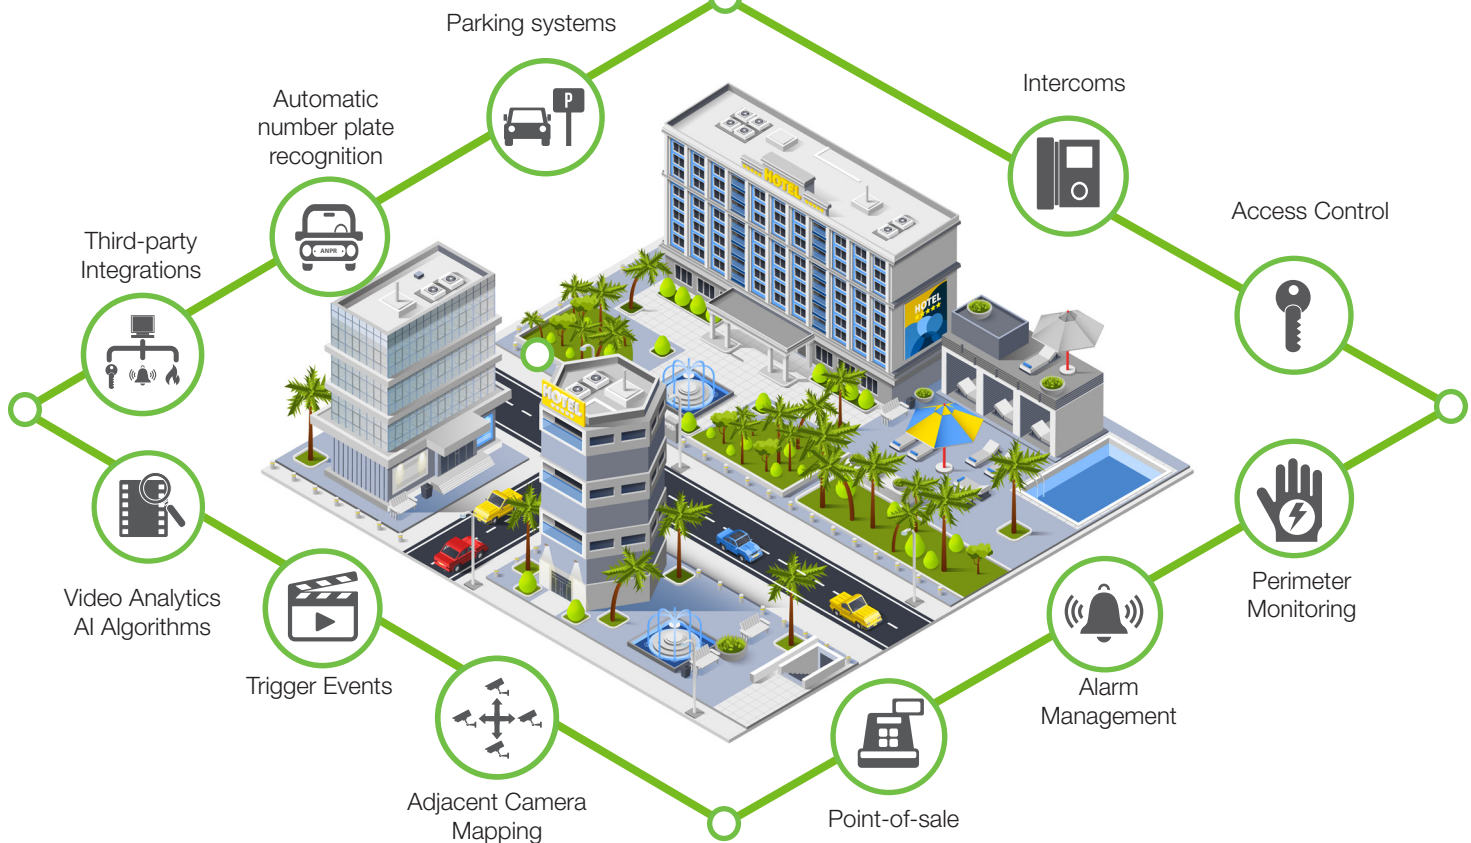 Parking systems
Intercoms
Automatic
number plate
recognition
P
HOTEL
Access Control
Third-party
Integrations
ANPR
HOTEL
HOTEL
Video Analytics
AI Algorithms
Perimeter
Monitoring
Trigger Events
Alarm
Management
Adjacent Camera
Mapping
Point-of-sale